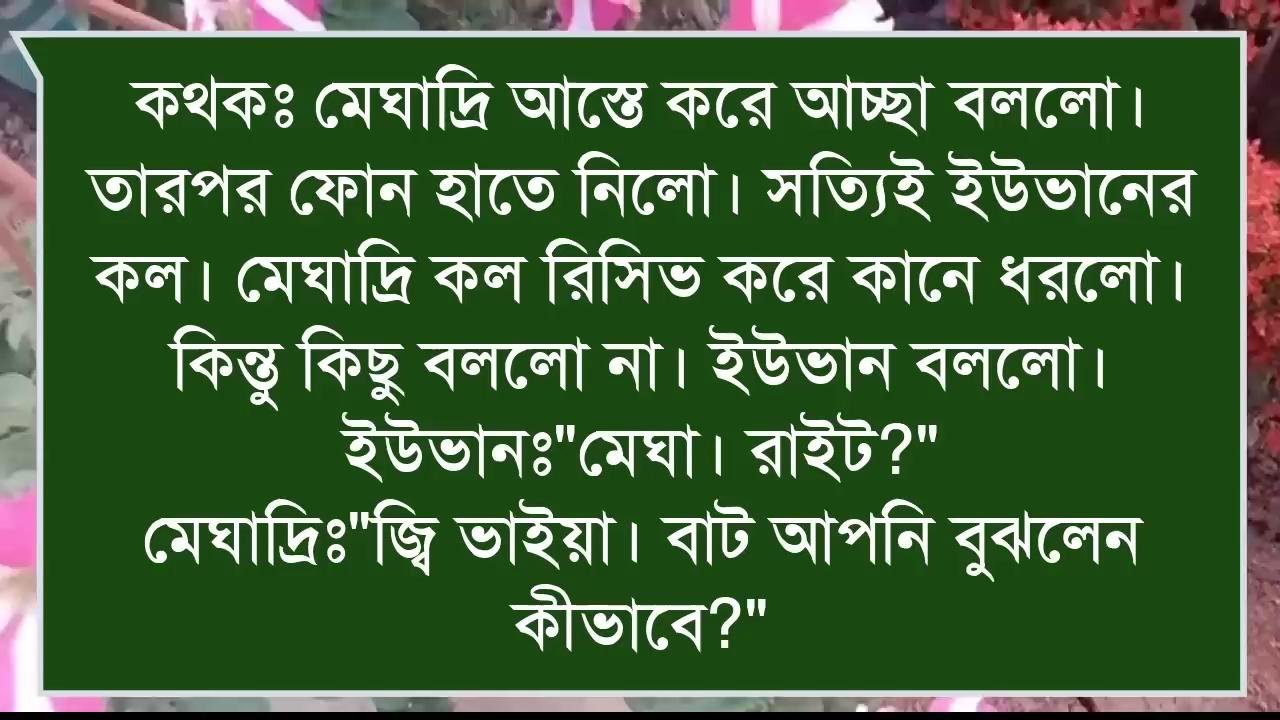 কথকঃ মেঘাদ্রি আস্তে করে আচ্ছা বললো।
তারপর ফোন হাতে নিলো। সত্যিই ইউভানের
কল। মেঘাদ্রি কল রিসিভ করে কানে ধরলো।
কিন্তু কিছু বললো না। ইউভান বললো।
ইউভানঃ"মেঘা। রাইট?"
মেঘাদ্রিঃ"জ্বি ভাইয়া। বাট আপনি বুঝলেন
কীভাবে?"